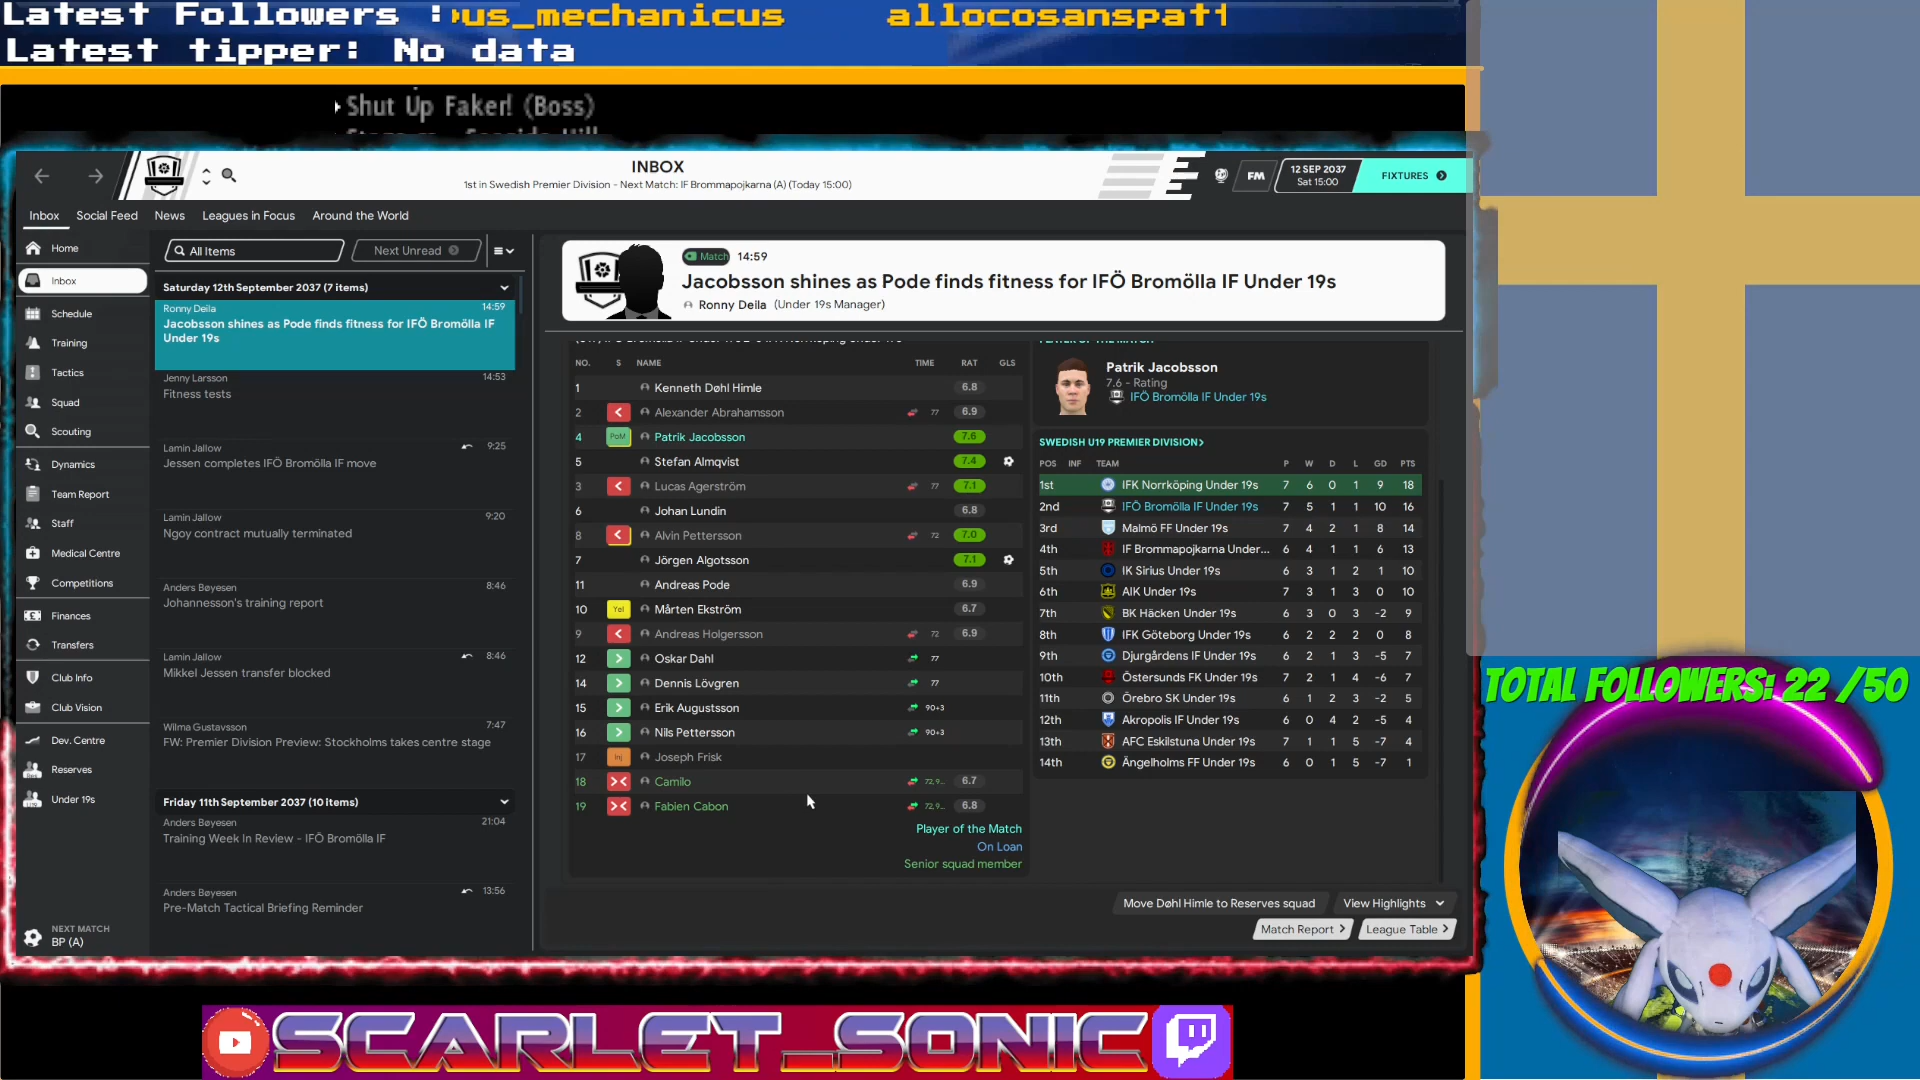 Latest Followers : us_mechanicus allocosanspati
Latest tipper: No data
Shut Up Faker! (Boss)
INBOX
1st in Swedish Premier Division - Next Match: IF Brommapojkarna (A) (Today 15:00)
FM
12 SEP 2037
Sat 15:00
FIXTURES
Inbox Social Feed News Leagues in Focus Around the World
Home
Inbox
Schedule
Training
Tactics
Squad
Scouting
Dynamics
Team Report
Staff
Medical Centre
Competitions
Finances
Transfers
Club Info
Club Vision
Dev. Centre
Reserves
Under 19s
NEXT MATCH
BP (A)
All Items
Next Unread
Saturday 12th September 2037 (7 items)
Ronny Deila 14:59
Jacobsson shines as Pode finds fitness for IFÖ Bromölla IF
Under 19s
Jenny Larsson 14:53
Fitness tests
Lamin Jallow 9:25
Jessen completes IFÖ Bromölla IF move
Lamin Jallow 9:20
Ngoy contract mutually terminated
Anders Bøyesen 8:46
Johannesson's training report
Lamin Jallow 8:46
Mikkel Jessen transfer blocked
Wilma Gustavsson 7:47
FW: Premier Division Preview: Stockholms takes centre stage
Friday 11th September 2037 (10 items)
Anders Bøyesen 21:04
Training Week In Review - IFÖ Bromölla IF
Anders Bøyesen 13:56
Pre-Match Tactical Briefing Reminder
Match 14:59
Jacobsson shines as Pode finds fitness for IFÖ Bromölla IF Under 19s
Ronny Deila (Under 19s Manager)
NO. S NAME TIME RAT GLS
1 Kenneth Døhl Himle 6.8
2 Alexander Abrahamsson 77 6.9
4 PoM Patrik Jacobsson 7.6
5 Stefan Almqvist 7.4
3 Lucas Agerström 77 7.1
6 Johan Lundin 6.8
8 Alvin Pettersson 72 7.0
7 Jörgen Algotsson 7.1
11 Andreas Pode 6.9
10 Yel Mårten Ekström 6.7
9 Andreas Holgersson 72 6.9
12 Oskar Dahl 77
14 Dennis Lövgren 77
15 Erik Augustsson 90+3
16 Nils Pettersson 90+3
17 Inj Joseph Frisk
18 Camilo 72,9... 6.7
19 Fabien Cabon 72,9... 6.8
Player of the Match
On Loan
Senior squad member
PLAYER OF THE MATCH
Patrik Jacobsson
7.6 - Rating
IFÖ Bromölla IF Under 19s
SWEDISH U19 PREMIER DIVISION
POS INF TEAM P W D L GD PTS
1st IFK Norrköping Under 19s 7 6 0 1 9 18
2nd IFÖ Bromölla IF Under 19s 7 5 1 1 10 16
3rd Malmö FF Under 19s 7 4 2 1 8 14
4th IF Brommapojkarna Under... 6 4 1 1 6 13
5th IK Sirius Under 19s 6 3 1 2 1 10
6th AIK Under 19s 7 3 1 3 0 10
7th BK Häcken Under 19s 6 3 0 3 -2 9
8th IFK Göteborg Under 19s 6 2 2 2 0 8
9th Djurgårdens IF Under 19s 6 2 1 3 -5 7
10th Östersunds FK Under 19s 7 2 1 4 -6 7
11th Örebro SK Under 19s 6 1 2 3 -2 5
12th Akropolis IF Under 19s 6 0 4 2 -5 4
13th AFC Eskilstuna Under 19s 7 1 1 5 -7 4
14th Ängelholms FF Under 19s 6 0 1 5 -7 1
Move Døhl Himle to Reserves squad
View Highlights
Match Report
League Table
TOTAL FOLLOWERS: 22 /50
SCARLET_SONIC